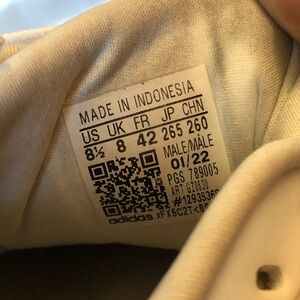 MADE IN INDONESIA
US UK FR JP CHN
8½ 8 42 265 260
MALE/MÂLE
01/22
PGS 789005
adidas